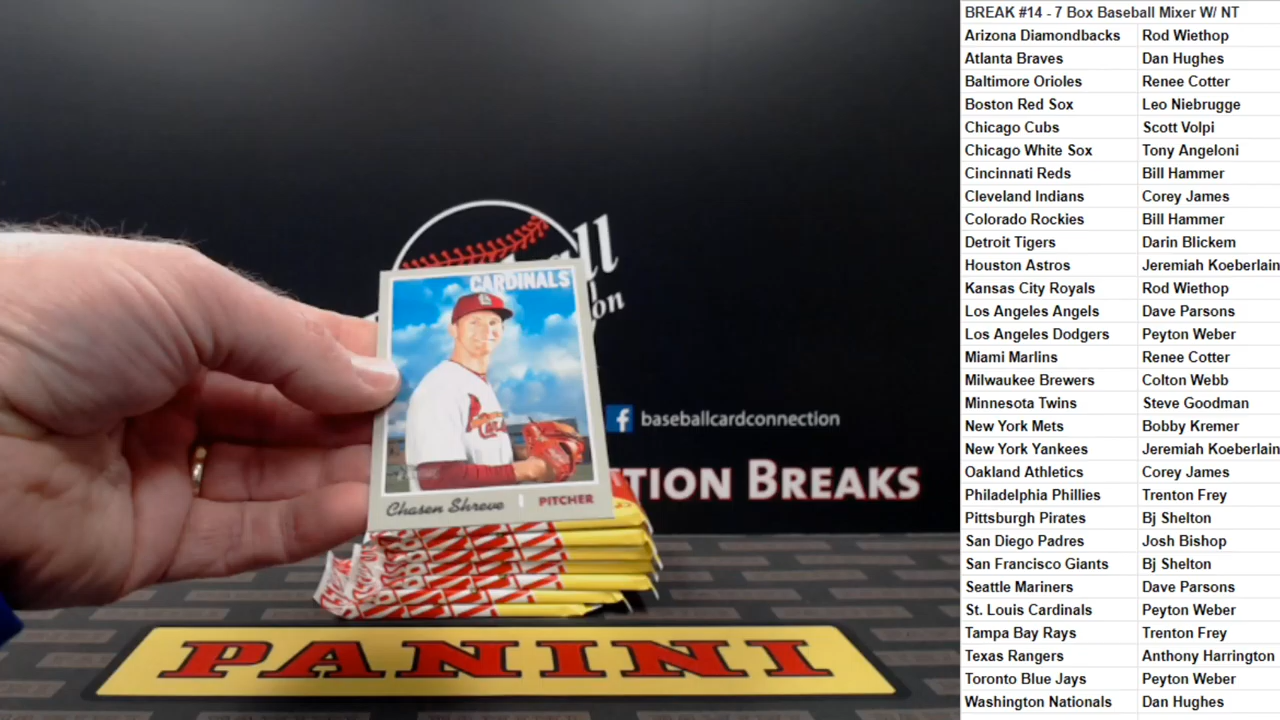 CARDINALS
Chasen Shreve PITCHER
baseballcardconnection
TION BREAKS
PANINI
BREAK #14 - 7 Box Baseball Mixer W/ NT
Arizona Diamondbacks Rod Wiethop
Atlanta Braves Dan Hughes
Baltimore Orioles Renee Cotter
Boston Red Sox Leo Niebrugge
Chicago Cubs Scott Volpi
Chicago White Sox Tony Angeloni
Cincinnati Reds Bill Hammer
Cleveland Indians Corey James
Colorado Rockies Bill Hammer
Detroit Tigers Darin Blickem
Houston Astros Jeremiah Koeberlain
Kansas City Royals Rod Wiethop
Los Angeles Angels Dave Parsons
Los Angeles Dodgers Peyton Weber
Miami Marlins Renee Cotter
Milwaukee Brewers Colton Webb
Minnesota Twins Steve Goodman
New York Mets Bobby Kremer
New York Yankees Jeremiah Koeberlain
Oakland Athletics Corey James
Philadelphia Phillies Trenton Frey
Pittsburgh Pirates Bj Shelton
San Diego Padres Josh Bishop
San Francisco Giants Bj Shelton
Seattle Mariners Dave Parsons
St. Louis Cardinals Peyton Weber
Tampa Bay Rays Trenton Frey
Texas Rangers Anthony Harrington
Toronto Blue Jays Peyton Weber
Washington Nationals Dan Hughes